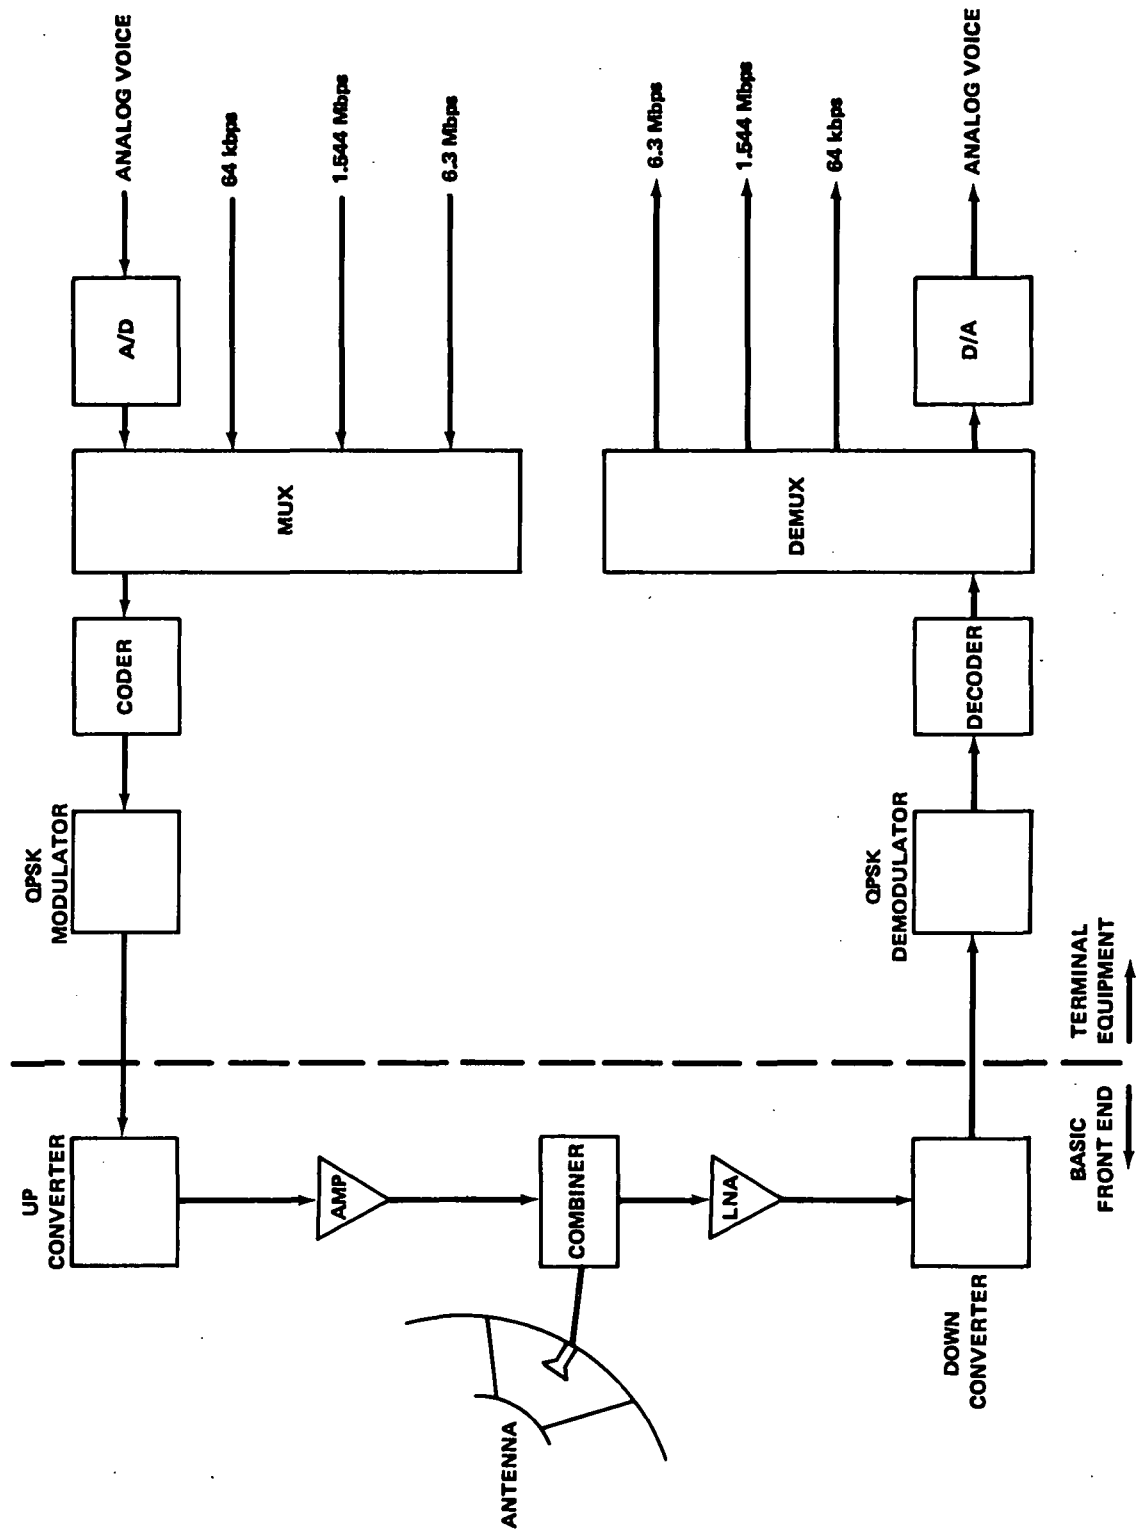 ANTENNA
UP
CONVERTER
AMP
COMBINER
LNA
DOWN
CONVERTER
BASIC
FRONT END
TERMINAL
EQUIPMENT
QPSK
MODULATOR
CODER
MUX
A/D
ANALOG VOICE
64 kbps
1.544 Mbps
6.3 Mbps
QPSK
DEMODULATOR
DECODER
DEMUX
D/A
6.3 Mbps
1.544 Mbps
64 kbps
ANALOG VOICE